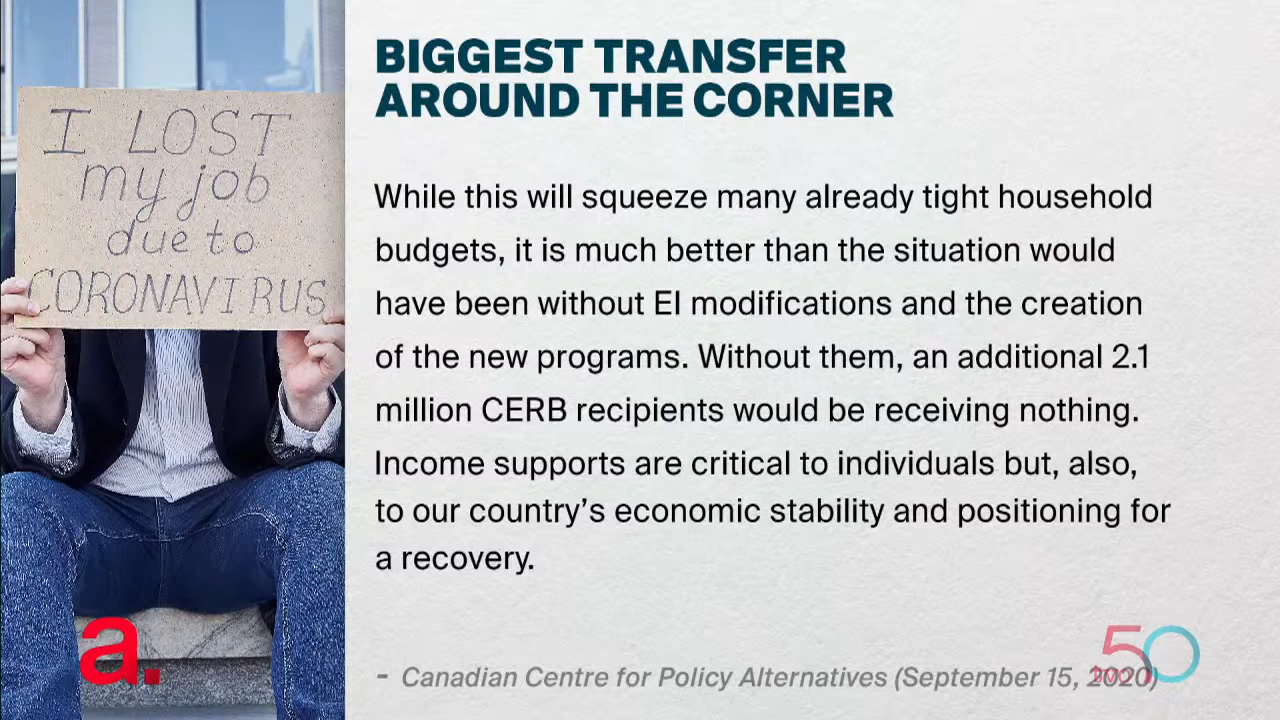 I LOST
my job
due to
CORONAVIRUS
BIGGEST TRANSFER
AROUND THE CORNER
While this will squeeze many already tight household
budgets, it is much better than the situation would
have been without EI modifications and the creation
of the new programs. Without them, an additional 2.1
million CERB recipients would be receiving nothing.
Income supports are critical to individuals but, also,
to our country's economic stability and positioning for
a recovery.
- Canadian Centre for Policy Alternatives (September 15, 2020)
a.
50
tvo